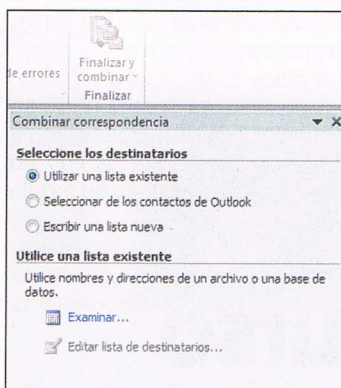 de errores
Finalizar y
combinar
Finalizar
Combinar correspondencia
Seleccione los destinatarios
Utilizar una lista existente
Seleccionar de los contactos de Outlook
Escribir una lista nueva
Utilice una lista existente
Utilice nombres y direcciones de un archivo o una base de
datos.
Examinar...
Editar lista de destinatarios...